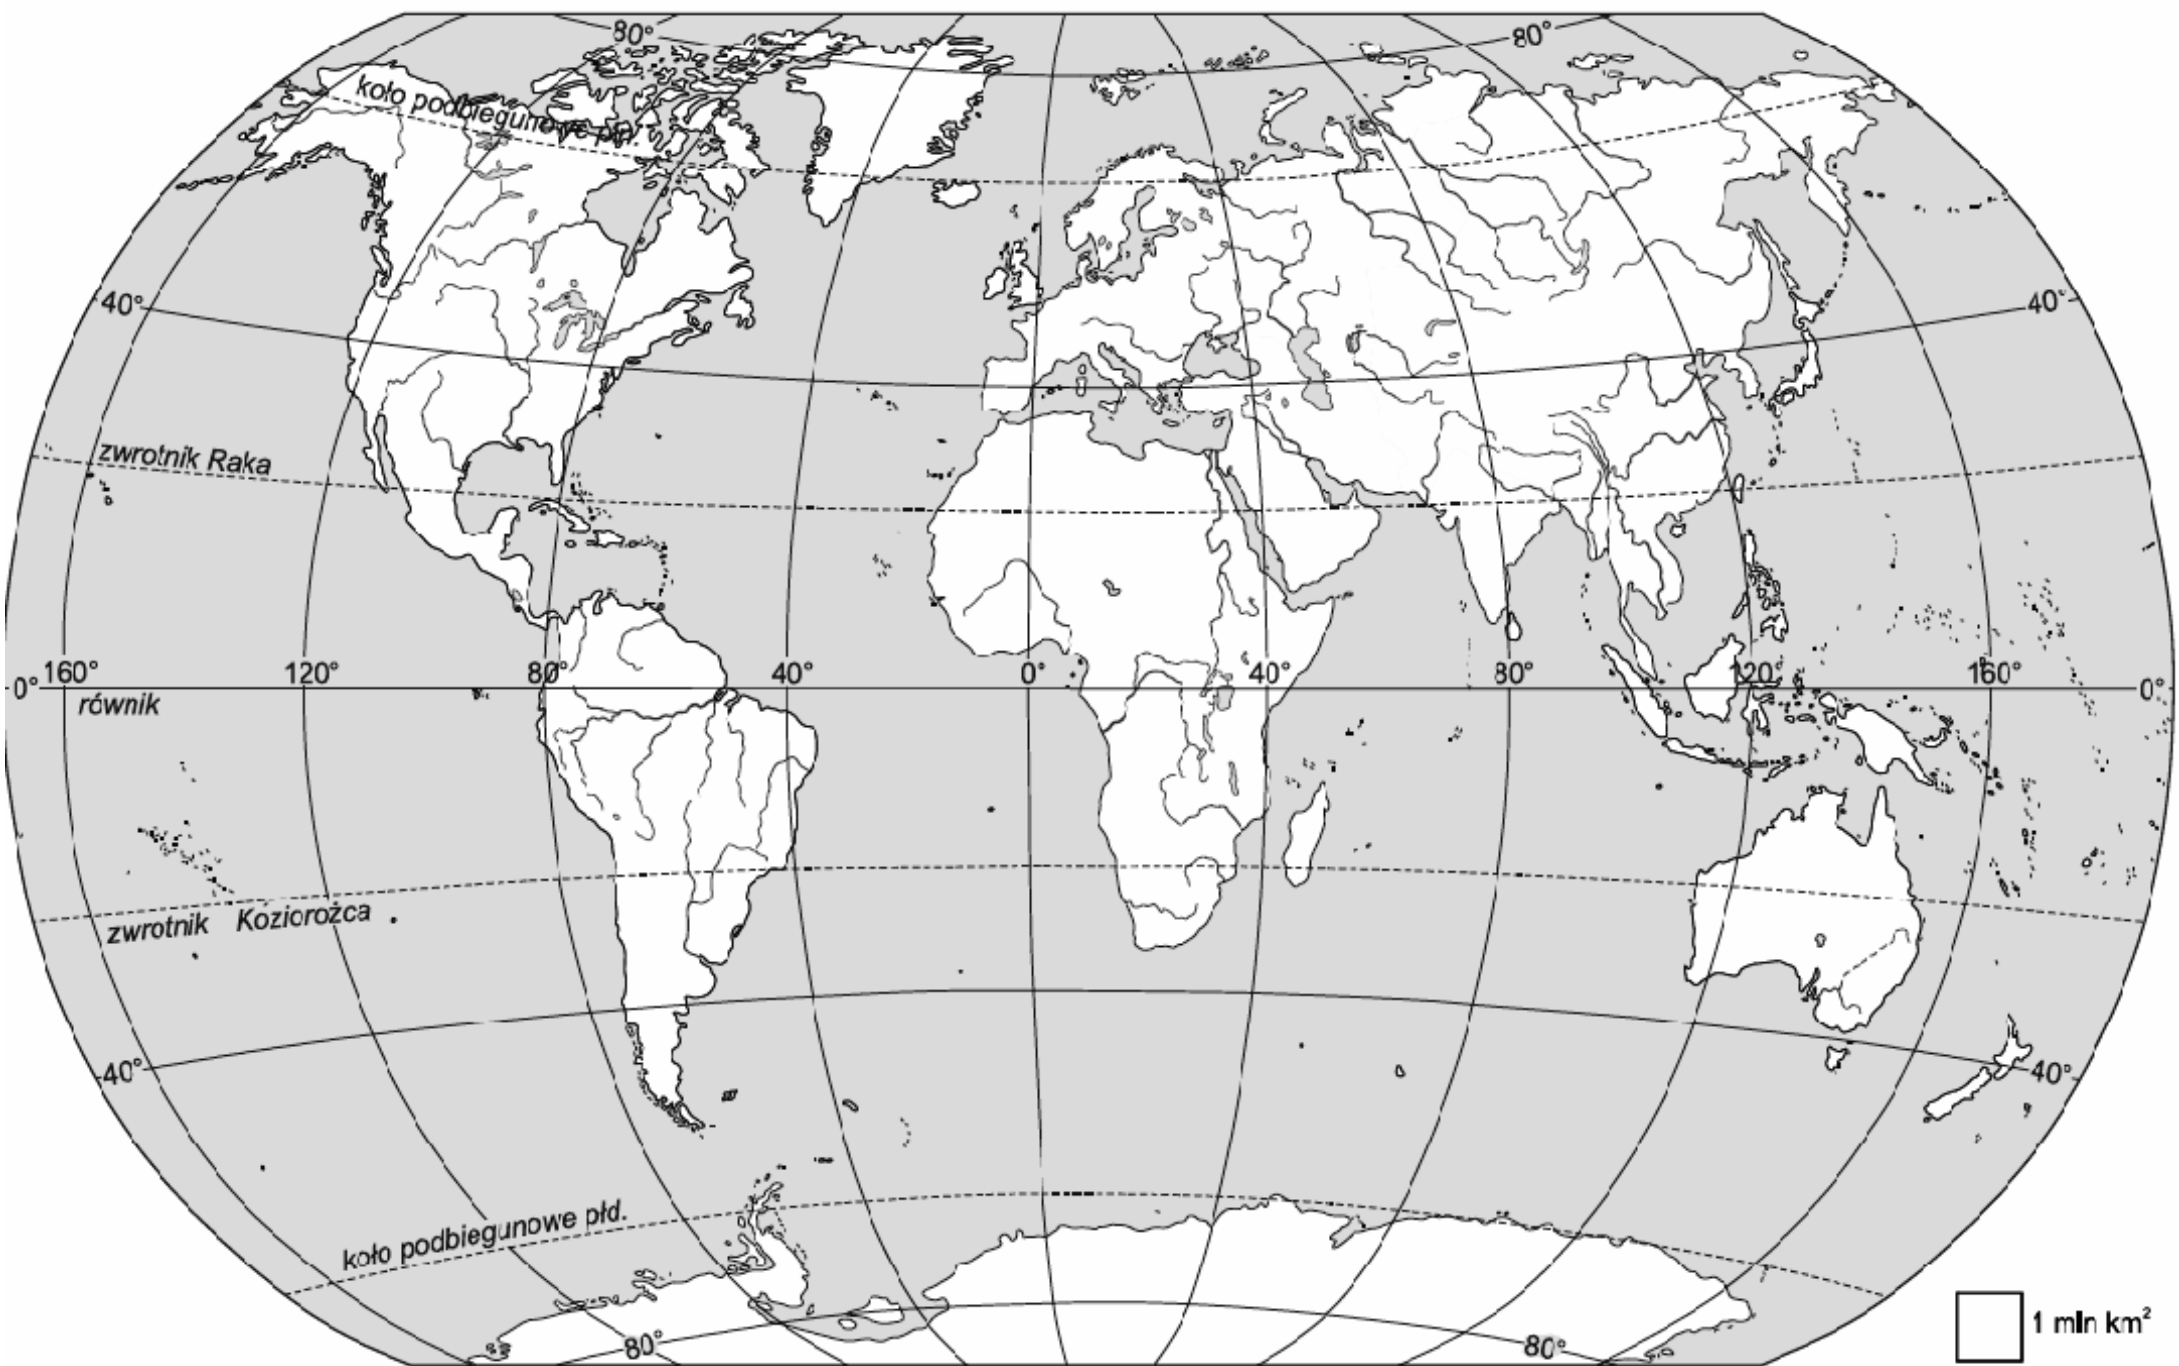 80° 80°
koło podbiegunowe płn.
40° 40°
zwrotnik Raka
0° 160° 120° 80° 40° 0° 40° 80° 120° 160° 0°
równik
zwrotnik Koziorożca
40° 40°
koło podbiegunowe płd.
80° 80°
1 mln km²